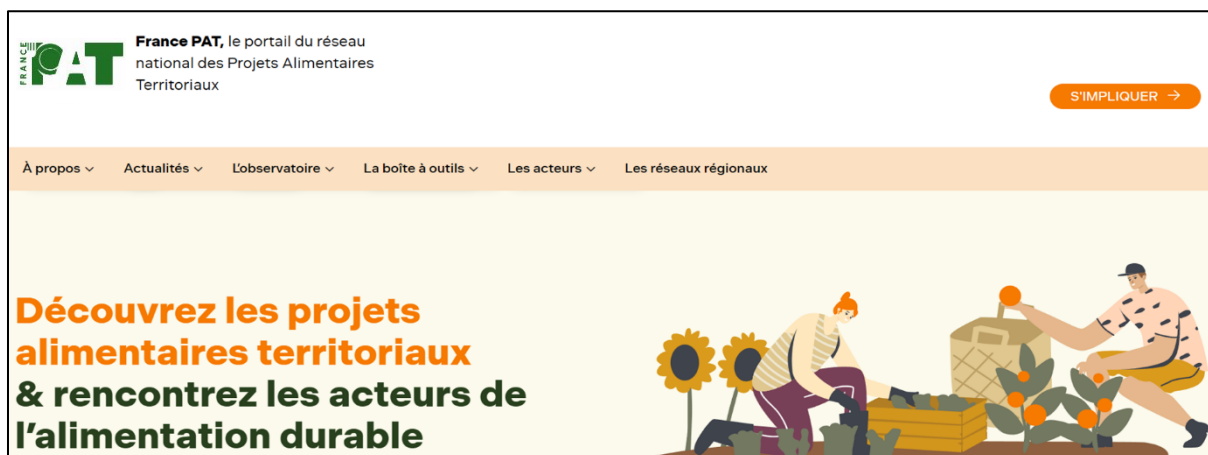 FRANCE
PAT
France PAT, le portail du réseau
national des Projets Alimentaires
Territoriaux
S'IMPLIQUER →
À propos
Actualités
L'observatoire
La boîte à outils
Les acteurs
Les réseaux régionaux
Découvrez les projets
alimentaires territoriaux
& rencontrez les acteurs de
l'alimentation durable